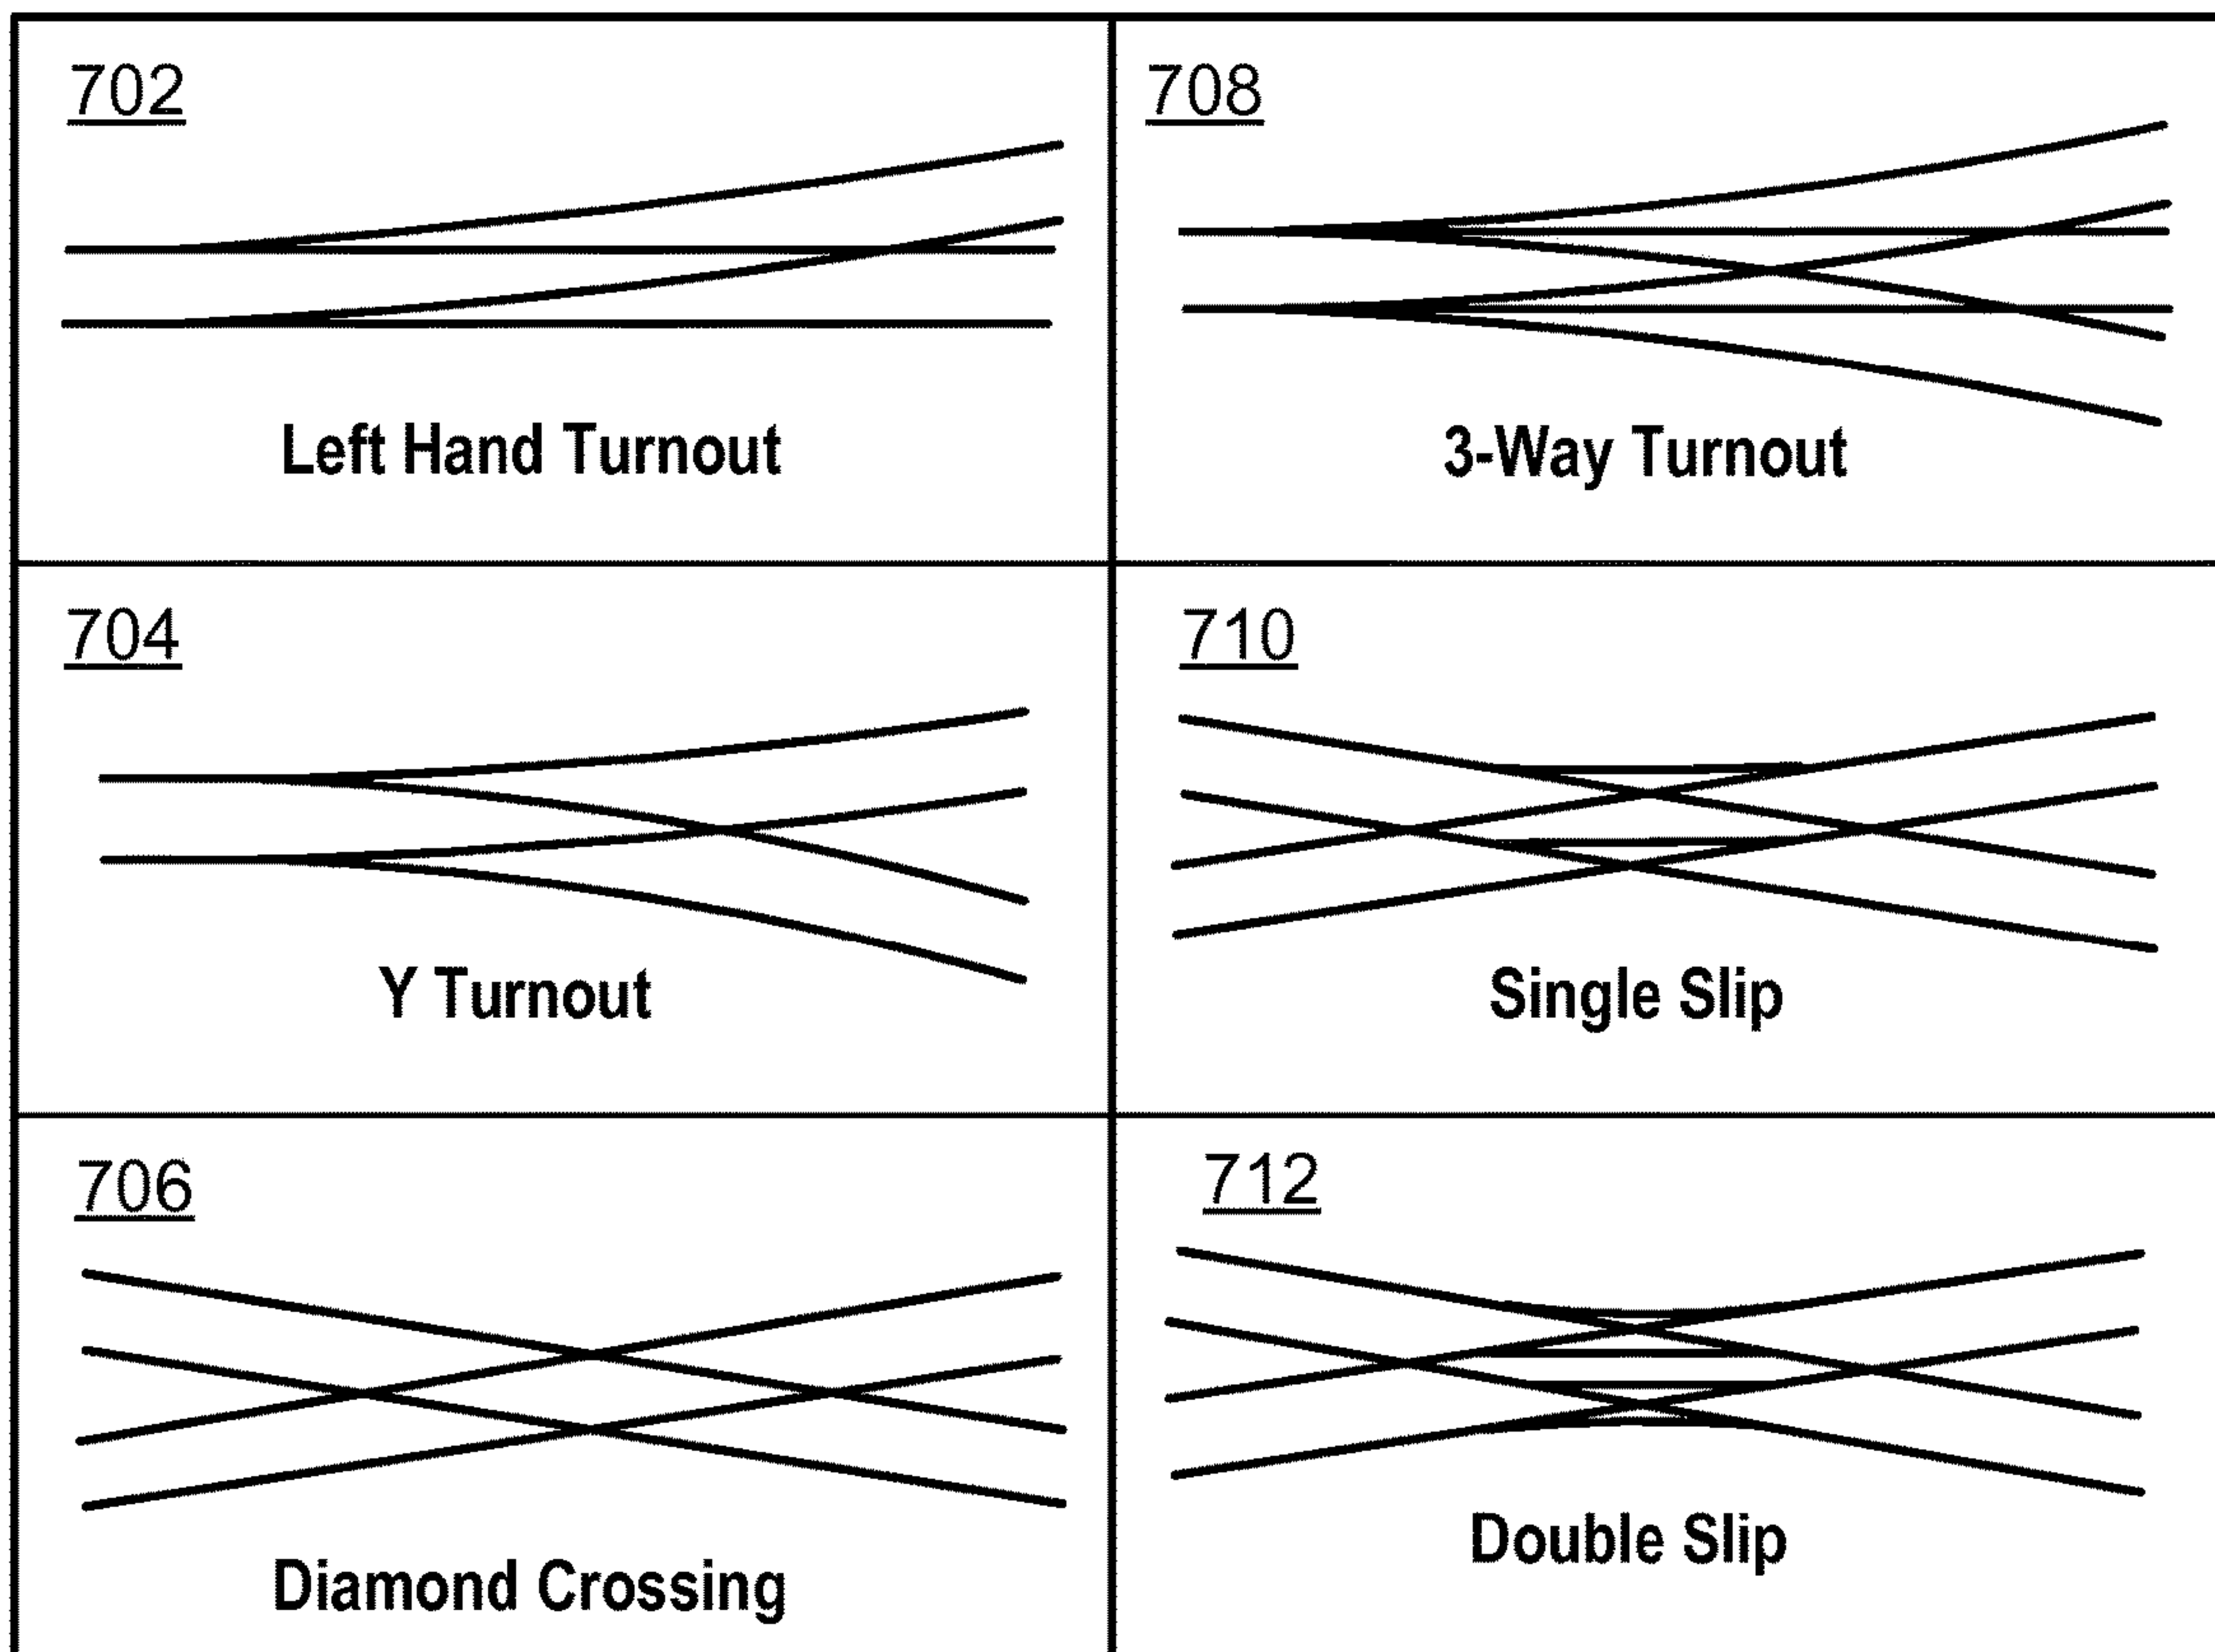 702
Left Hand Turnout
708
3-Way Turnout
704
Y Turnout
710
Single Slip
706
Diamond Crossing
712
Double Slip